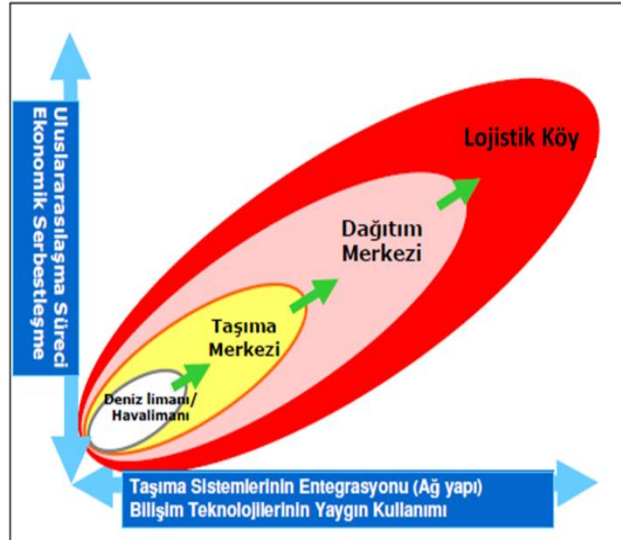 Uluslararasılaşma Süreci
Ekonomik Serbestleşme
Lojistik Köy
Dağıtım
Merkezi
Taşıma
Merkezi
Deniz limanı/
Havalimanı
Taşıma Sistemlerinin Entegrasyonu (Ağ yapı)
Bilişim Teknolojilerinin Yaygın Kullanımı